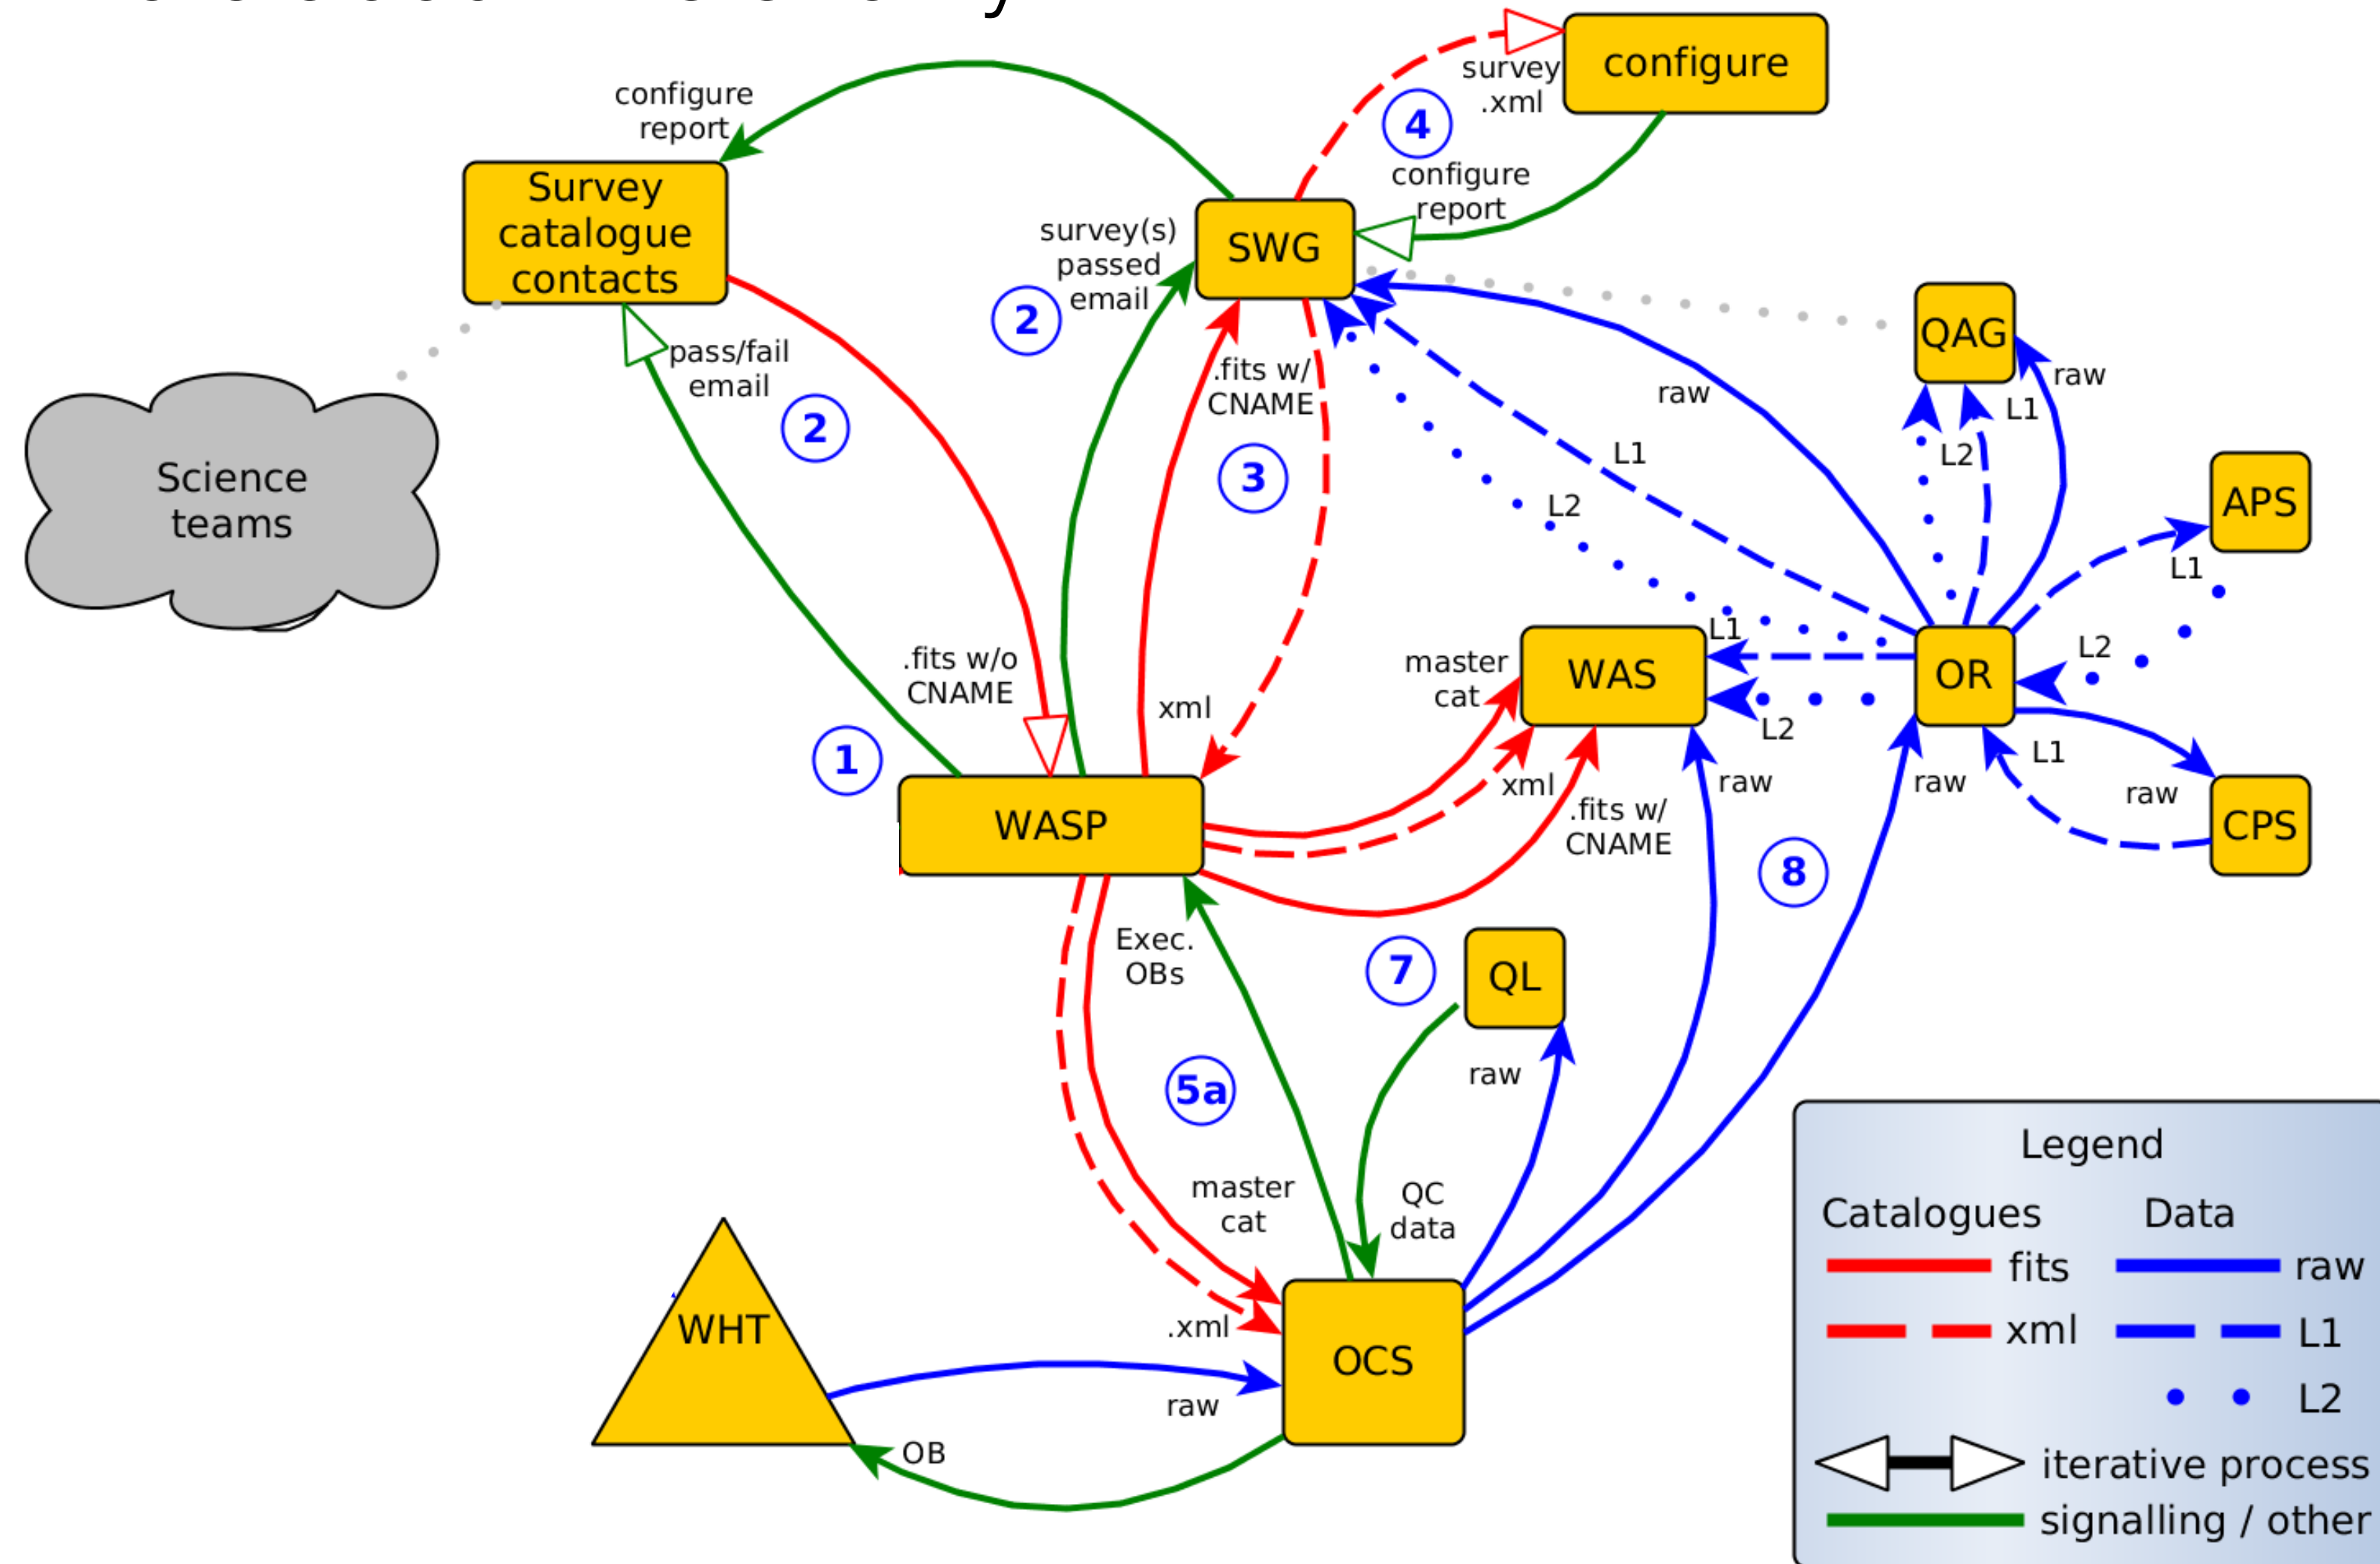 configure
report
survey
.xml
configure
4
configure
report
Survey
catalogue
contacts
survey(s)
passed
email
SWG
2
QAG
raw
L1
L2
pass/fail
email
2
.fits w/
CNAME
3
raw
L1
L2
APS
L1
Science
teams
.fits w/o
CNAME
xml
master
cat
WAS
L1
L2
OR
L2
1
WASP
xml
.fits w/
CNAME
raw
raw
L1
raw
CPS
8
Exec.
OBs
7
QL
raw
5a
master
cat
QC
data
.xml
WHT
raw
OCS
OB
Legend
Catalogues
Data
fits
raw
xml
L1
L2
iterative process
signalling / other